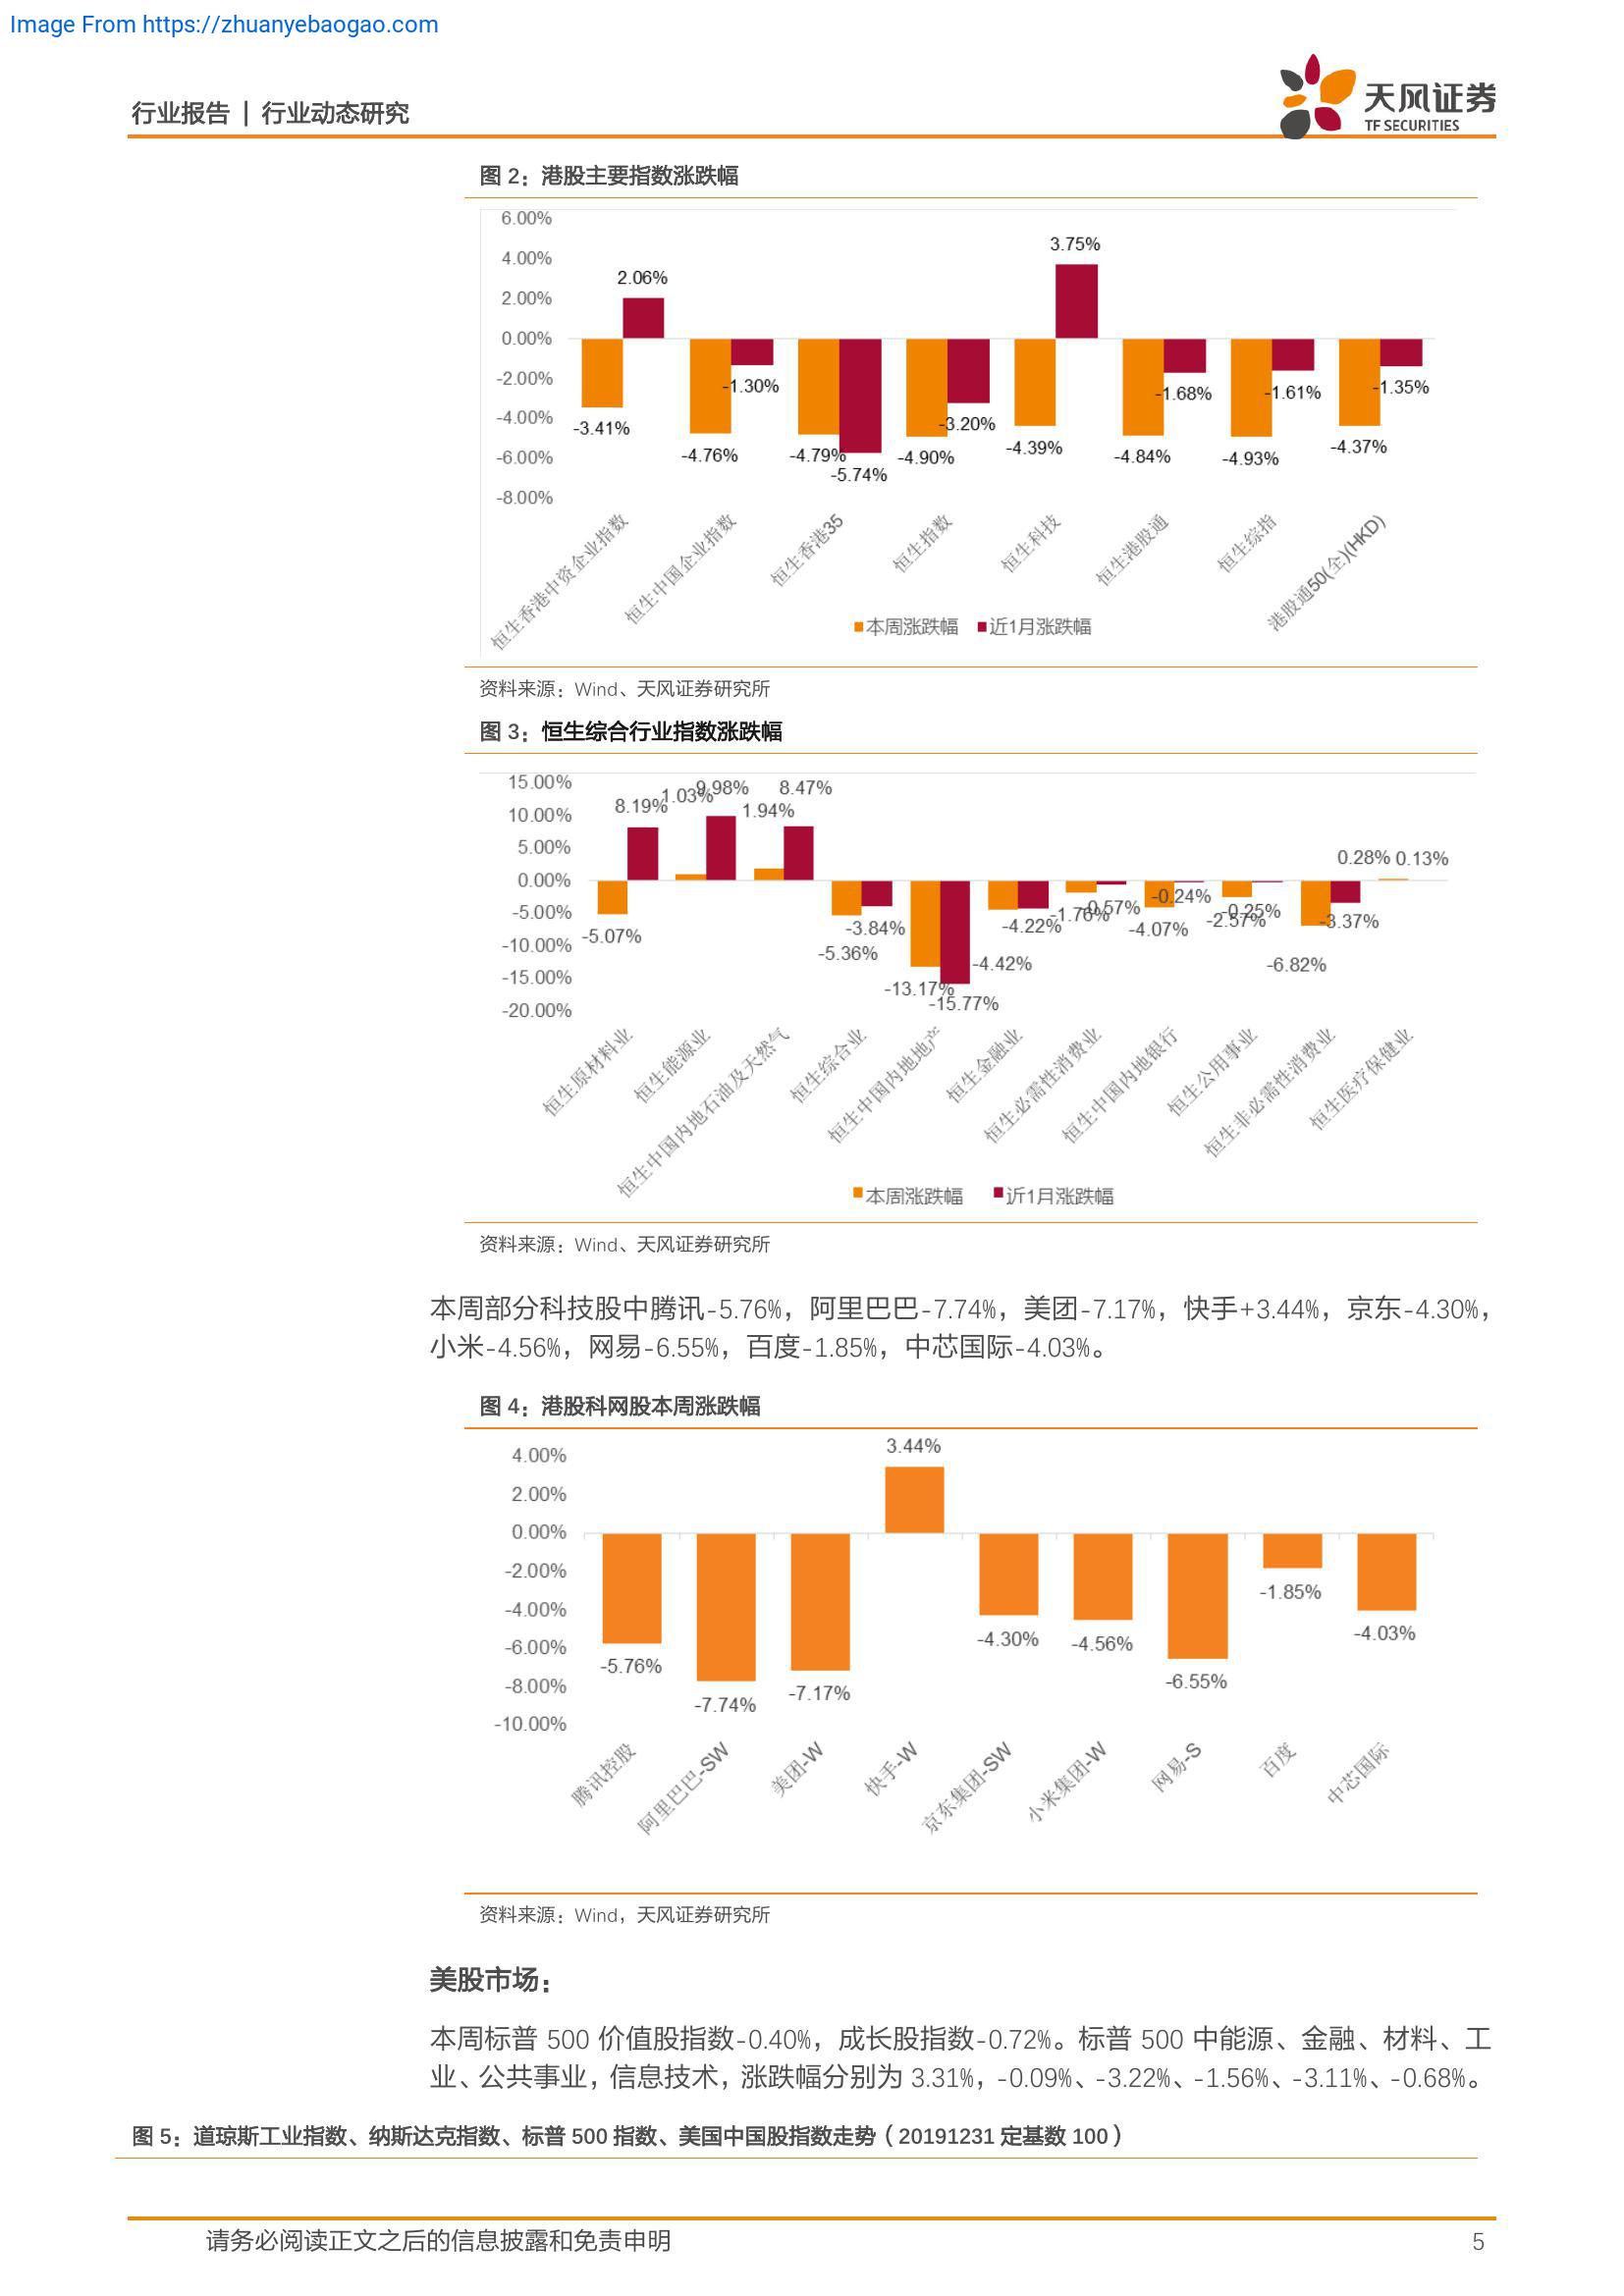 Image From https://zhuanyebaogao.com
行业报告 | 行业动态研究
天风证券
TF SECURITIES
图 2：港股主要指数涨跌幅
6.00%
4.00%
2.00%
0.00%
-2.00%
-4.00%
-6.00%
-8.00%
-3.41%
2.06%
-4.76%
-1.30%
-4.79%
-5.74%
-4.90%
-3.20%
-4.39%
3.75%
-4.84%
-1.68%
-4.93%
-1.61%
-4.37%
-1.35%
恒生香港中资企业指数
恒生中国企业指数
恒生香港35
恒生指数
恒生科技
恒生港股通
恒生综指
港股通50(全)(HKD)
本周涨跌幅 近1月涨跌幅
资料来源：Wind、天风证券研究所
图 3：恒生综合行业指数涨跌幅
15.00%
10.00%
5.00%
0.00%
-5.00%
-10.00%
-15.00%
-20.00%
-5.07%
8.19%
1.03%
9.98%
1.94%
8.47%
-5.36%
-3.84%
-13.17%
-15.77%
-4.42%
-4.22%
-1.76%
-0.57%
-4.07%
-0.24%
-2.57%
-0.25%
-6.82%
-3.37%
0.28%
0.13%
恒生原材料业
恒生能源业
恒生中国内地石油及天然气
恒生综合业
恒生中国内地地产
恒生金融业
恒生必需性消费业
恒生中国内地银行
恒生公用事业
恒生非必需性消费业
恒生医疗保健业
本周涨跌幅 近1月涨跌幅
资料来源：Wind、天风证券研究所
本周部分科技股中腾讯-5.76%，阿里巴巴-7.74%，美团-7.17%，快手+3.44%，京东-4.30%，
小米-4.56%，网易-6.55%，百度-1.85%，中芯国际-4.03%。
图 4：港股科网股本周涨跌幅
4.00%
2.00%
0.00%
-2.00%
-4.00%
-6.00%
-8.00%
-10.00%
-5.76%
-7.74%
-7.17%
3.44%
-4.30%
-4.56%
-6.55%
-1.85%
-4.03%
腾讯控股
阿里巴巴-SW
美团-W
快手-W
京东集团-SW
小米集团-W
网易-S
百度
中芯国际
资料来源：Wind，天风证券研究所
美股市场：
本周标普 500 价值股指数-0.40%，成长股指数-0.72%。标普 500 中能源、金融、材料、工
业、公共事业，信息技术，涨跌幅分别为 3.31%，-0.09%、-3.22%、-1.56%、-3.11%、-0.68%。
图 5：道琼斯工业指数、纳斯达克指数、标普 500 指数、美国中国股指数走势（20191231 定基数 100）
请务必阅读正文之后的信息披露和免责申明
5